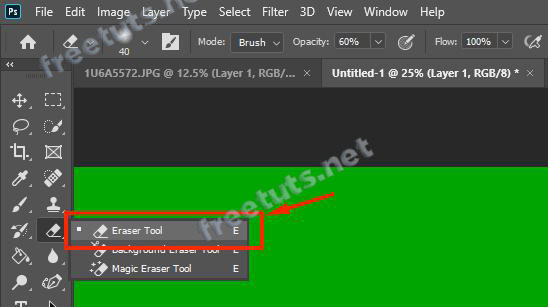 Ps File Edit Image Layer Type Select Filter 3D View Window Help
40 Mode: Brush Opacity: 60% Flow: 100%
1U6A5572.JPG @ 12.5% (Layer 1, RGB/... × Untitled-1 @ 25% (Layer 1, RGB/8) * ×
freetuts.net
freetuts.net
Eraser Tool E
Background Eraser Tool E
Magic Eraser Tool E
freetuts.net
T